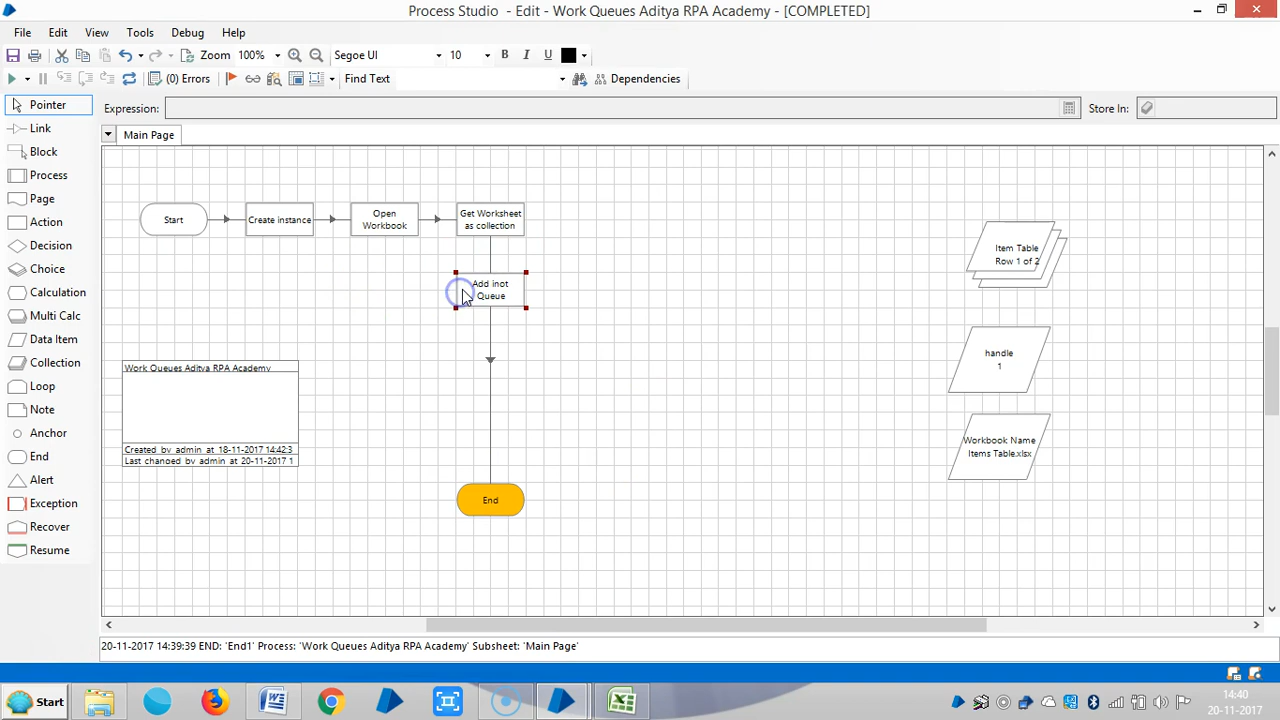 Process Studio - Edit - Work Queues Aditya RPA Academy - [COMPLETED]
File Edit View Tools Debug Help
Zoom 100% Segoe UI 10 B I U
(0) Errors Find Text Dependencies
Pointer Expression: Store In:
Link
Main Page
Block
Process
Page
Action
Decision
Choice
Calculation
Multi Calc
Data Item
Collection
Loop
Note
Anchor
End
Alert
Exception
Recover
Resume
Start
Create instance
Open
Workbook
Get Worksheet
as collection
Item Table
Row 1 of 2
Add inot
Queue
handle
1
Work Queues Aditya RPA Academy
Created by admin at 18-11-2017 14:42:3
Last changed by admin at 20-11-2017 1
Workbook Name
Items Table.xlsx
End
20-11-2017 14:39:39 END: 'End1' Process: 'Work Queues Aditya RPA Academy' Subsheet: 'Main Page'
Start
14:40
20-11-2017